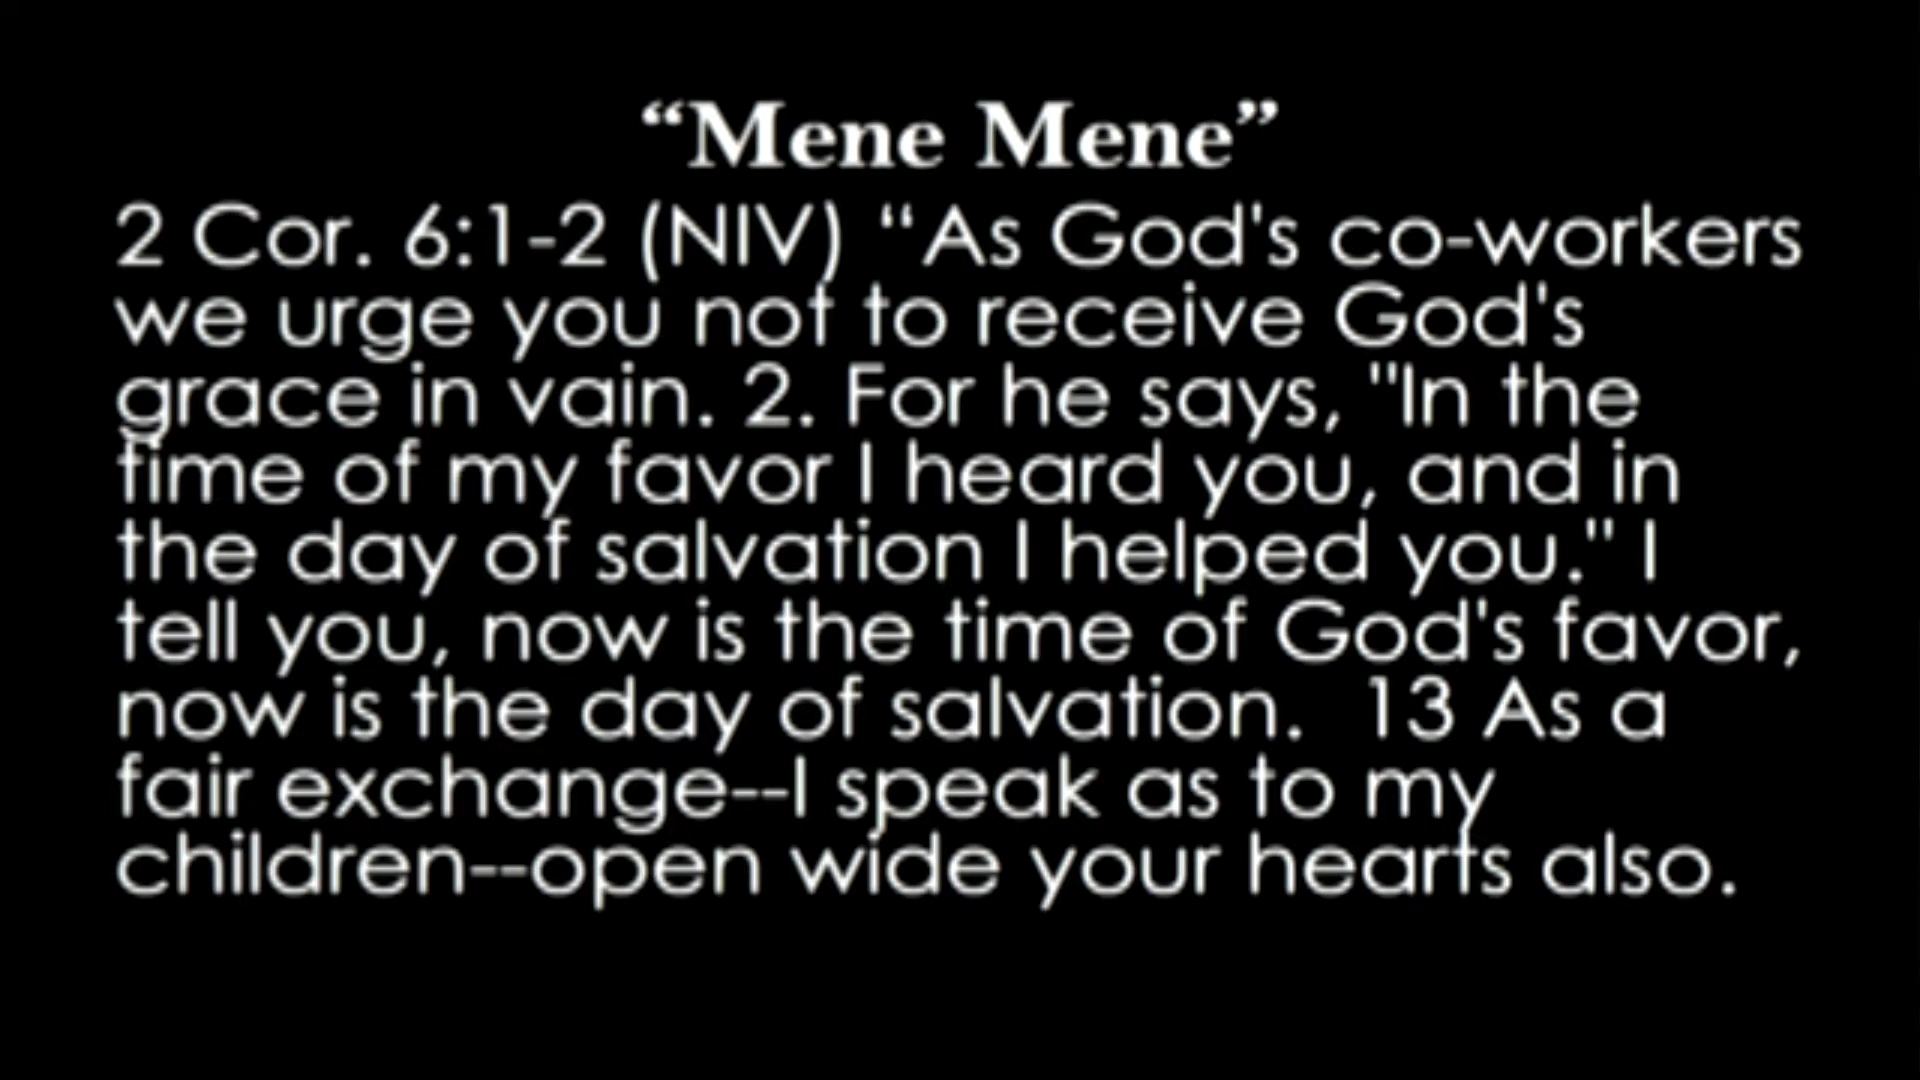 “Mene Mene”
2 Cor. 6:1-2 (NIV) “As God's co-workers
we urge you not to receive God's
grace in vain. 2. For he says, "In the
time of my favor I heard you, and in
the day of salvation I helped you." I
tell you, now is the time of God's favor,
now is the day of salvation.  13 As a
fair exchange--I speak as to my
children--open wide your hearts also.